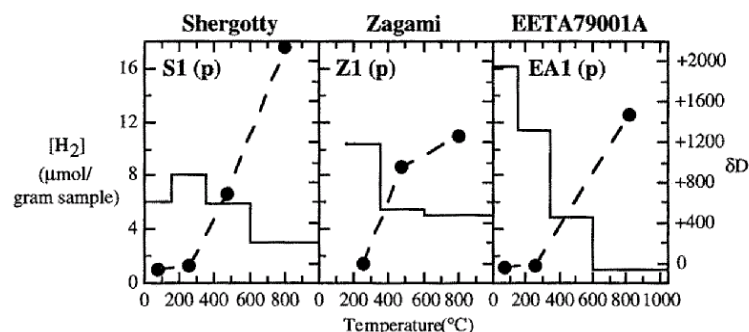 Shergotty Zagami EETA79001A
S1 (p) Z1 (p) EA1 (p)
16
12
8
4
0
[H2]
(μmol/
gram sample)
+2000
+1600
+1200
+800
+400
0
δD
0 200 400 600 800 0 200 400 600 800 0 200 400 600 800 1000
Temperature(°C)